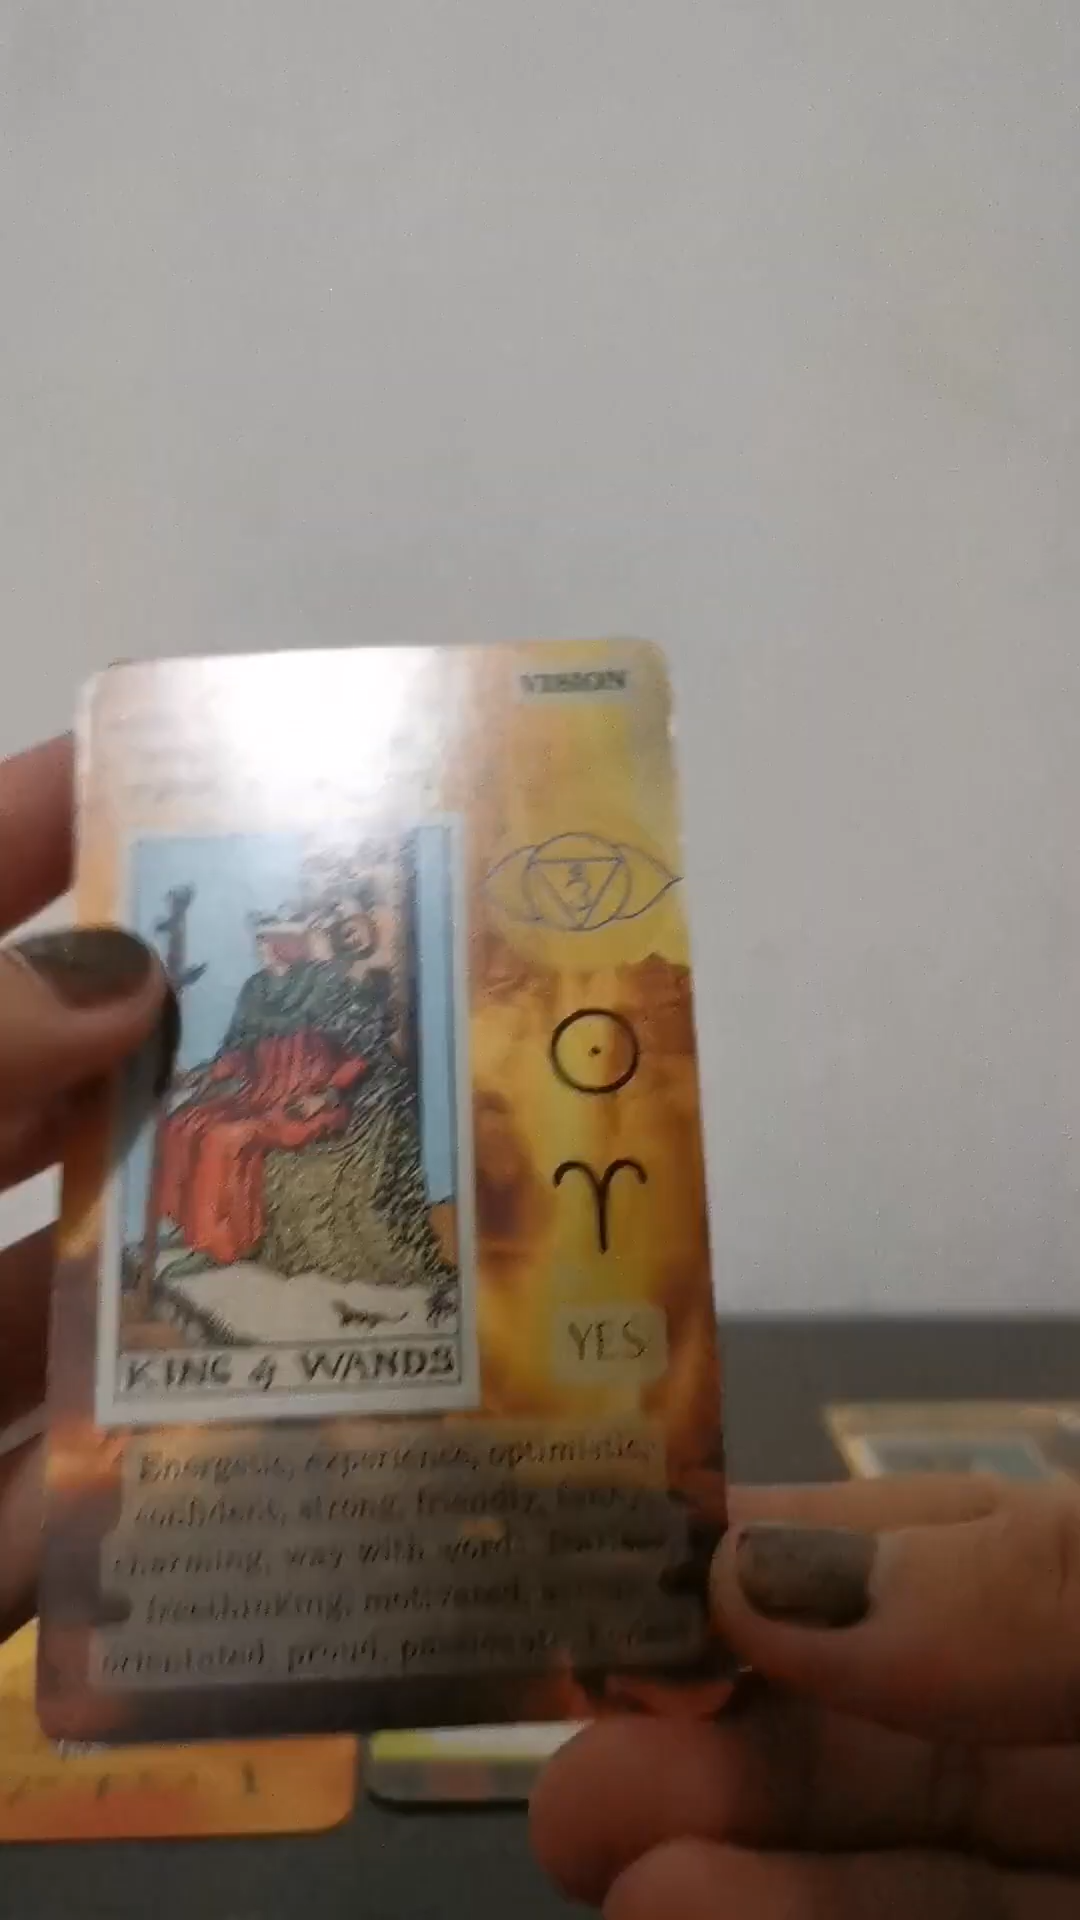 VISION
KING of WANDS
YES
Energetic, experience, optimistic,
confident, strong, friendly, funny,
charming, way with words
freethinking, motivated,
orientated, proud, passionate,